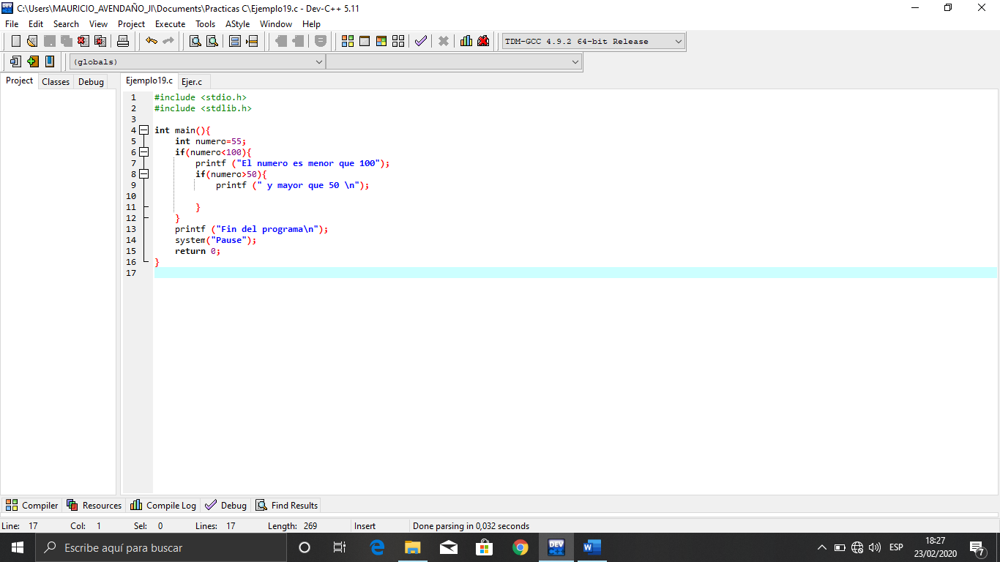 C:\Users\MAURICIO_AVENDAÑO_JI\Documents\Practicas C\Ejemplo19.c - Dev-C++ 5.11
File Edit Search View Project Execute Tools AStyle Window Help
TDM-GCC 4.9.2 64-bit Release
(globals)
Project Classes Debug Ejemplo19.c Ejer.c
1 #include <stdio.h>
2 #include <stdlib.h>
3
4 int main(){
5 int numero=55;
6 if(numero<100){
7 printf ("El numero es menor que 100");
8 if(numero>50){
9 printf (" y mayor que 50 \n");
10
11 }
12 }
13 printf ("Fin del programa\n");
14 system("Pause");
15 return 0;
16 }
17
Compiler Resources Compile Log Debug Find Results
Line: 17 Col: 1 Sel: 0 Lines: 17 Length: 269 Insert Done parsing in 0,032 seconds
Escribe aquí para buscar
DEV
ESP
18:27
23/02/2020
7